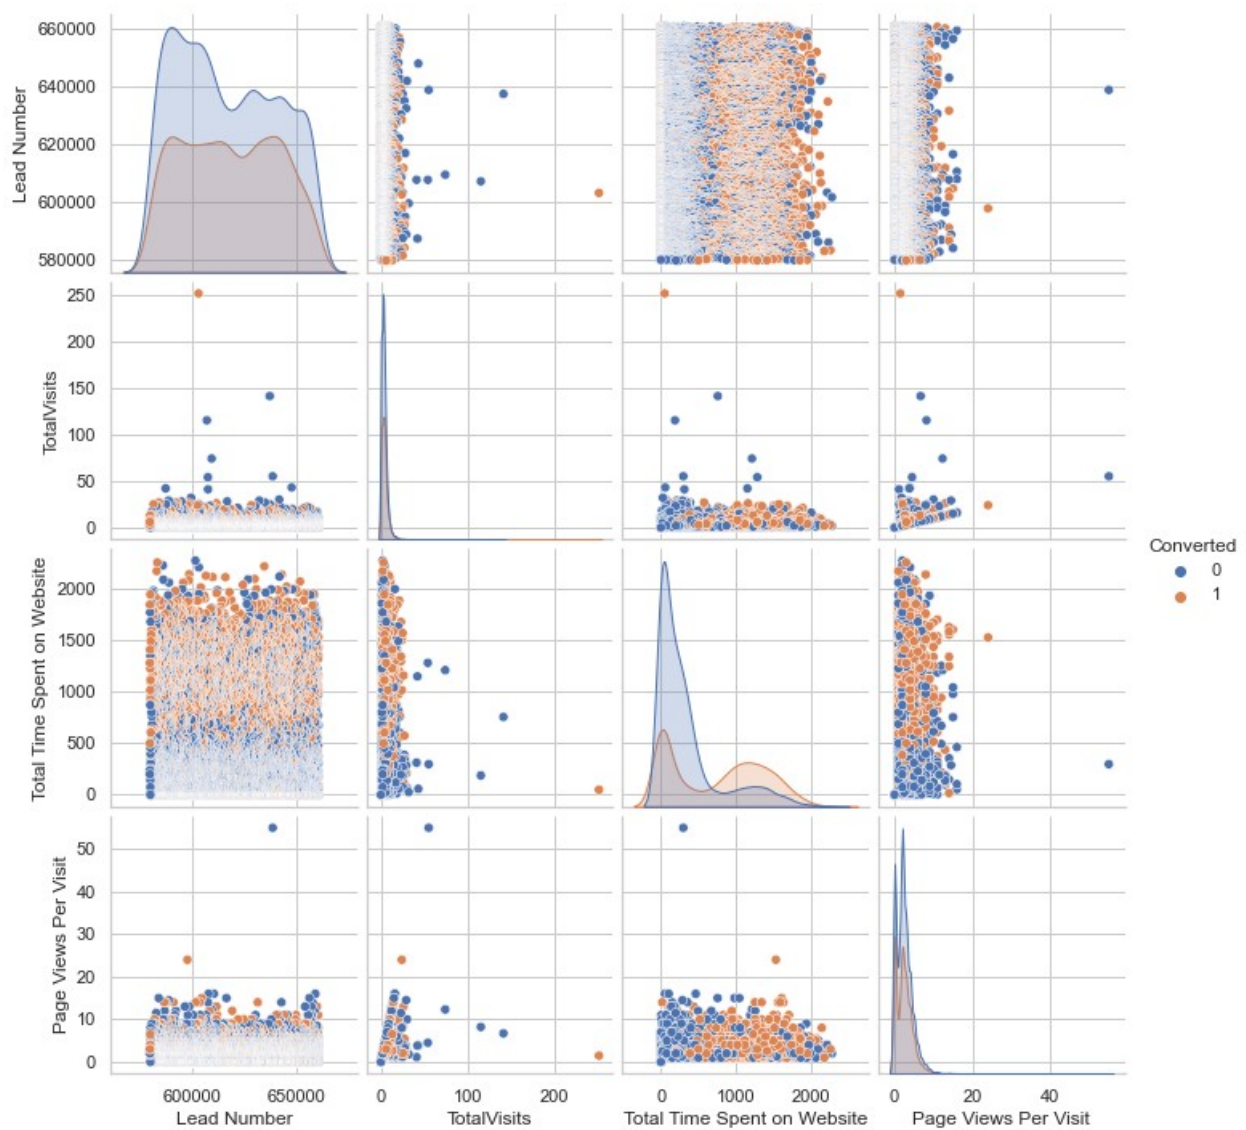 660000
640000
620000
600000
580000
Lead Number
250
200
150
100
50
0
TotalVisits
Converted
0
1
2000
1500
1000
500
0
Total Time Spent on Website
50
40
30
20
10
0
Page Views Per Visit
600000 650000
0 100 200
0 1000 2000
0 20 40
Lead Number
TotalVisits
Total Time Spent on Website
Page Views Per Visit